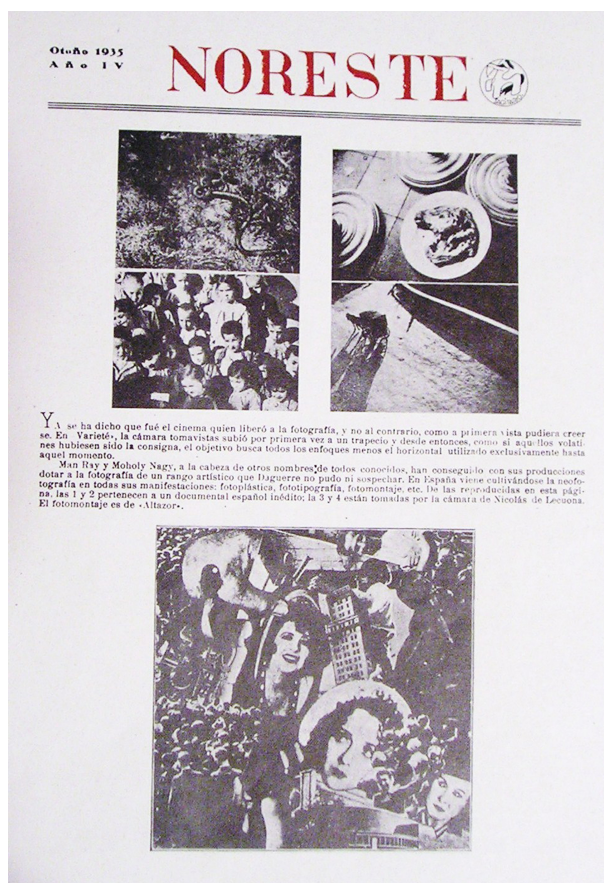 Otoño 1935
Año IV
NORESTE
YA se ha dicho que fué el cinema quien liberó a la fotografía, y no al contrario, como a primera vista pudiera creer
se. En Varieté», la cámara tomavistas subió por primera vez a un trapecio y desde entonces, como si aquellos volati-
nes hubiesen sido la consigna, el objetivo busca todos los enfoques menos el horizontal utilizado exclusivamente hasta
aquel momento.
Man Ray y Moholy Nagy, a la cabeza de otros nombres de todos conocidos, han conseguido con sus producciones
dotar a la fotografía de un rango artístico que Daguerre no pudo ni sospechar. En España viene cultivándose la neofo-
tografía en todas sus manifestaciones: fotoplástica, fototipografía, fotomontaje, etc. De las reproducidas en esta pági-
na, las 1 y 2 pertenecen a un documental español inédito; la 3 y 4 están tomadas por la cámara de Nicolás de Lecuona.
El fotomontaje es de «Altazor».